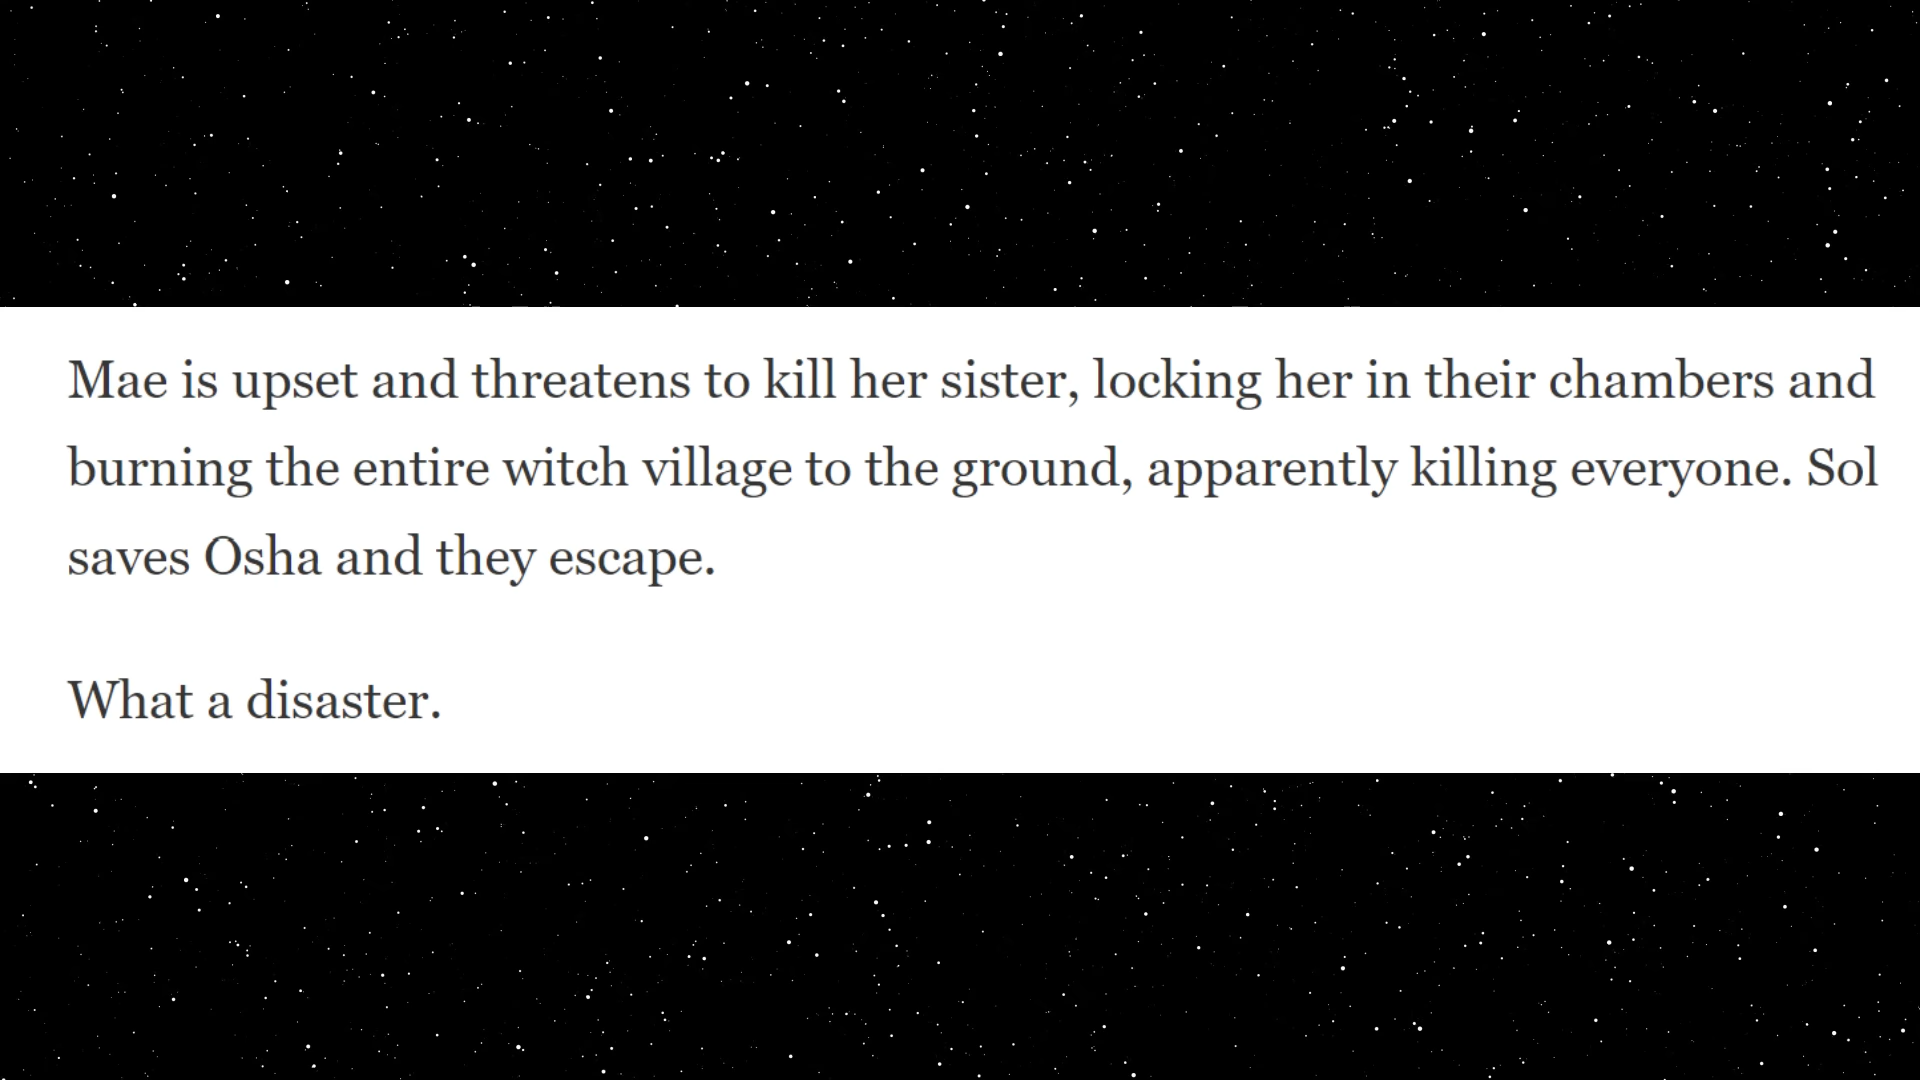 Mae is upset and threatens to kill her sister, locking her in their chambers and
burning the entire witch village to the ground, apparently killing everyone. Sol
saves Osha and they escape.
What a disaster.